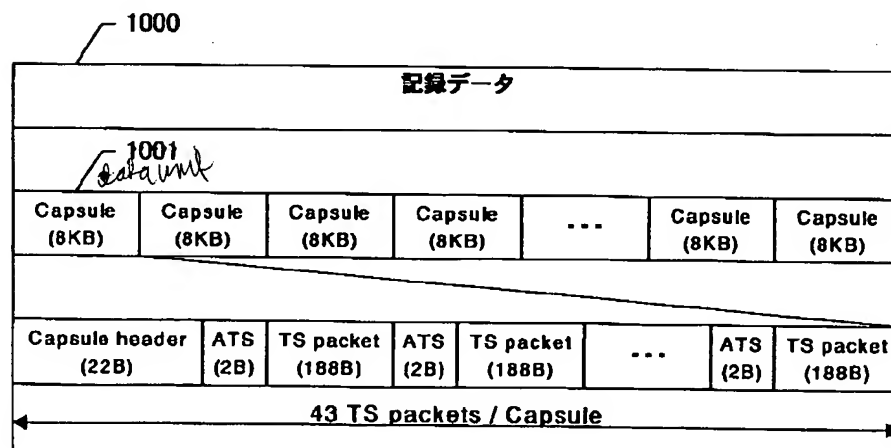 1000
記録データ
1001
data unit
Capsule Capsule Capsule Capsule ... Capsule Capsule
(8KB) (8KB) (8KB) (8KB) (8KB) (8KB)
Capsule header ATS TS packet ATS TS packet ... ATS TS packet
(22B) (2B) (188B) (2B) (188B) (2B) (188B)
43 TS packets / Capsule